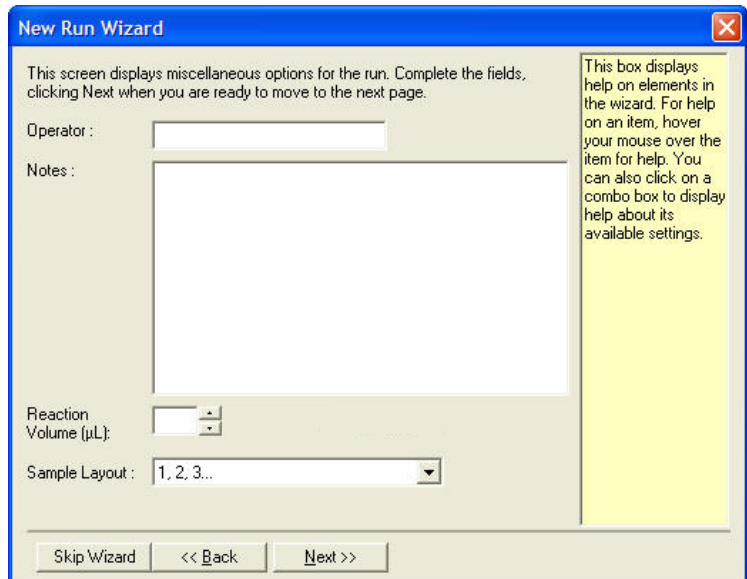 New Run Wizard
This screen displays miscellaneous options for the run. Complete the fields,
clicking Next when you are ready to move to the next page.
Operator :
Notes :
Reaction
Volume (µL):
Sample Layout :
1, 2, 3...
This box displays
help on elements in
the wizard. For help
on an item, hover
your mouse over the
item for help. You
can also click on a
combo box to display
help about its
available settings.
Skip Wizard
<< Back
Next >>